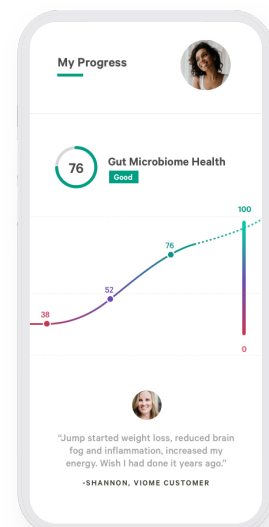 My Progress
76
Gut Microbiome Health
Good
100
76
52
38
0
“Jump started weight loss, reduced brain
fog and inflammation, increased my
energy. Wish I had done it years ago.”
-SHANNON, VIOME CUSTOMER